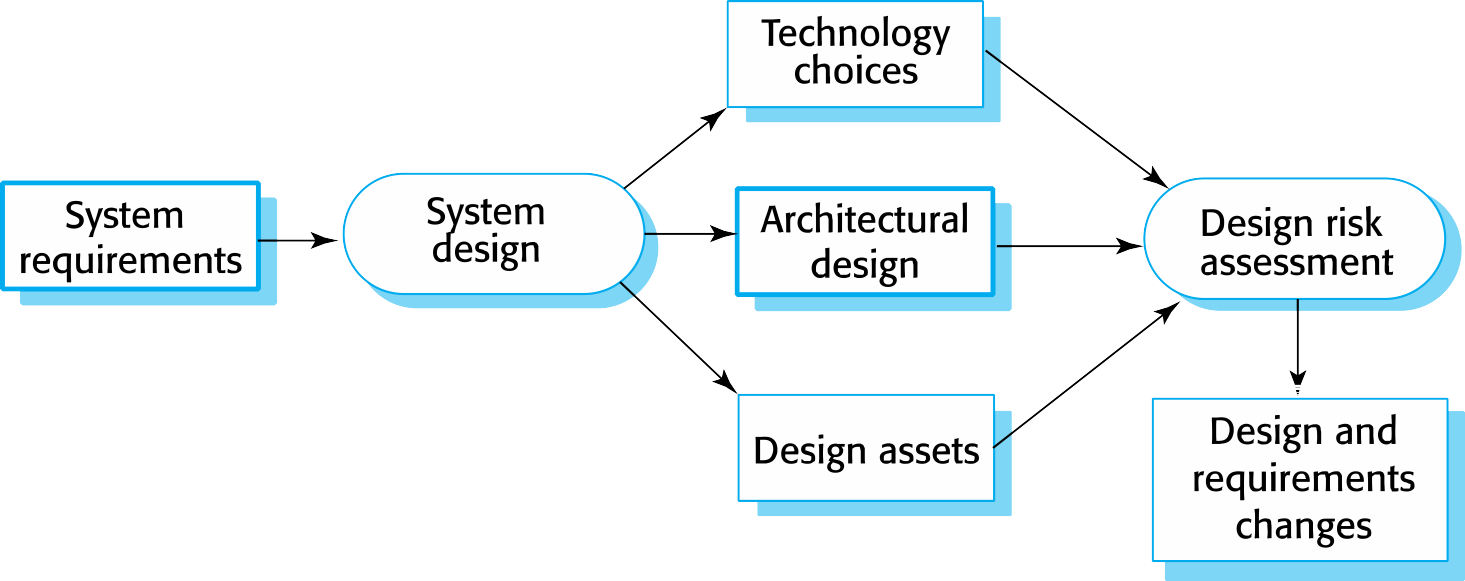 Technology
choices
System
requirements
System
design
Architectural
design
Design risk
assessment
Design assets
Design and
requirements
changes